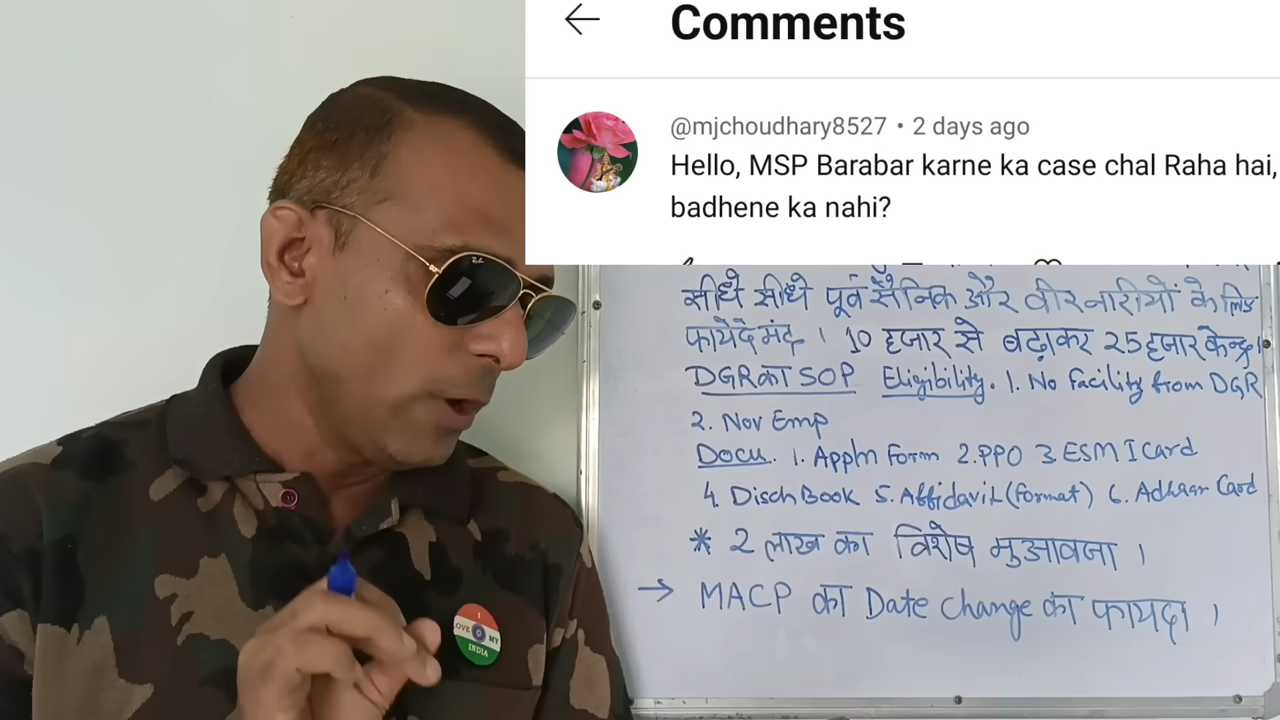 Comments
@mjchoudhary8527 • 2 days ago
Hello, MSP Barabar karne ka case chal Raha hai,
badhene ka nahi?
सीधे सीधे पूर्व सैनिक और वीर नारीयों के लिए
फायेदेमंद । 10 हजार से बढ़ाकर 25 हजार केन्द्र।
DGR का SOP Eligibility. 1. No Facility from DGR
2. Nov Emp
Docu. 1. Appln Form 2. PPO 3. ESM I Card
4. Disch Book 5. Affidavit (Format) 6. Adhaar Card
* 2 लाख का विशेष मुआवजा ।
→ MACP का Date Change का फायदा ।
Ray-Ban
I
LOVE MY
INDIA